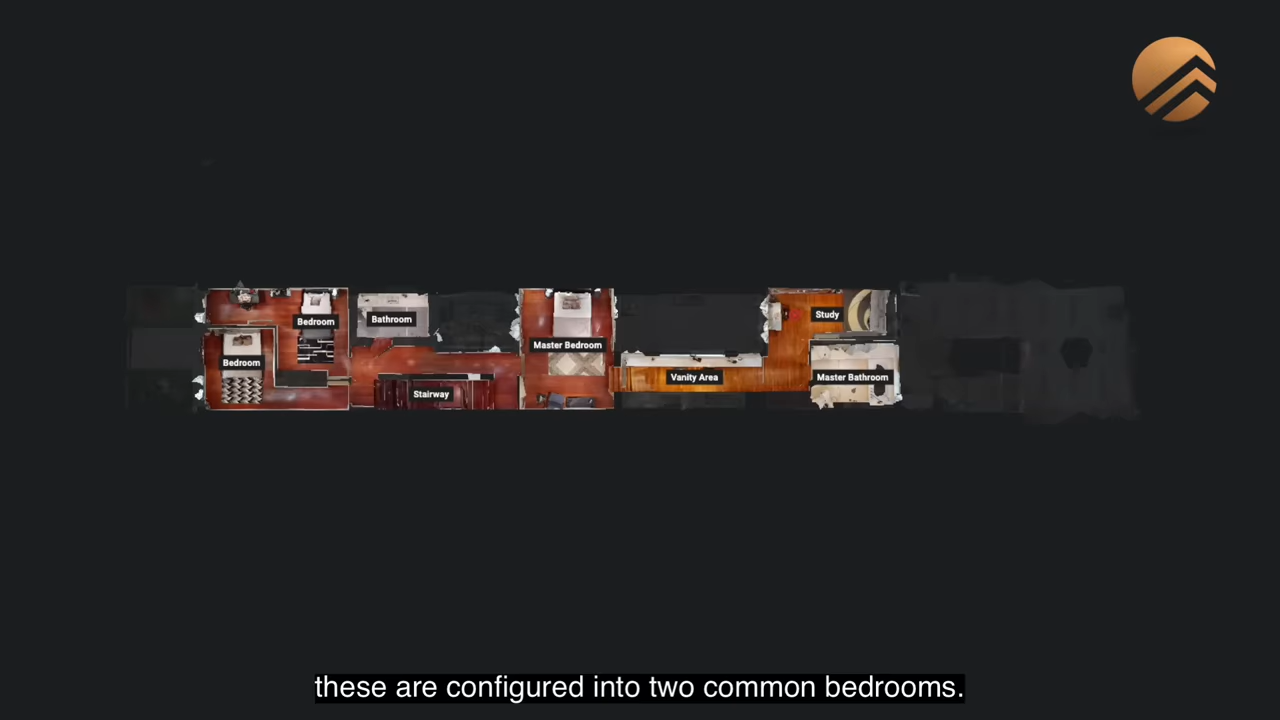 Bedroom
Bathroom
Study
Master Bedroom
Bedroom
Vanity Area
Master Bathroom
Stairway
these are configured into two common bedrooms.